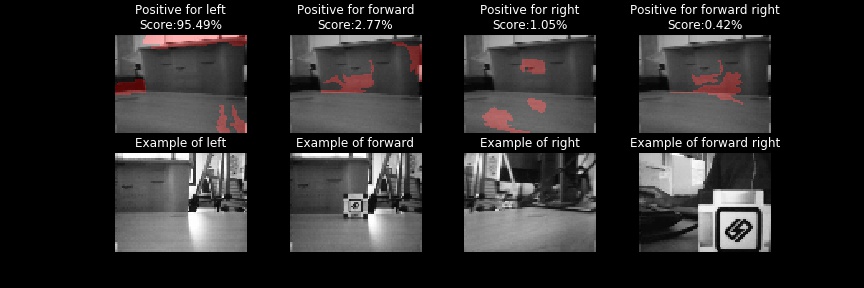 Positive for left
Score:95.49%
Positive for forward
Score:2.77%
Positive for right
Score:1.05%
Positive for forward right
Score:0.42%
Example of left
Example of forward
Example of right
Example of forward right